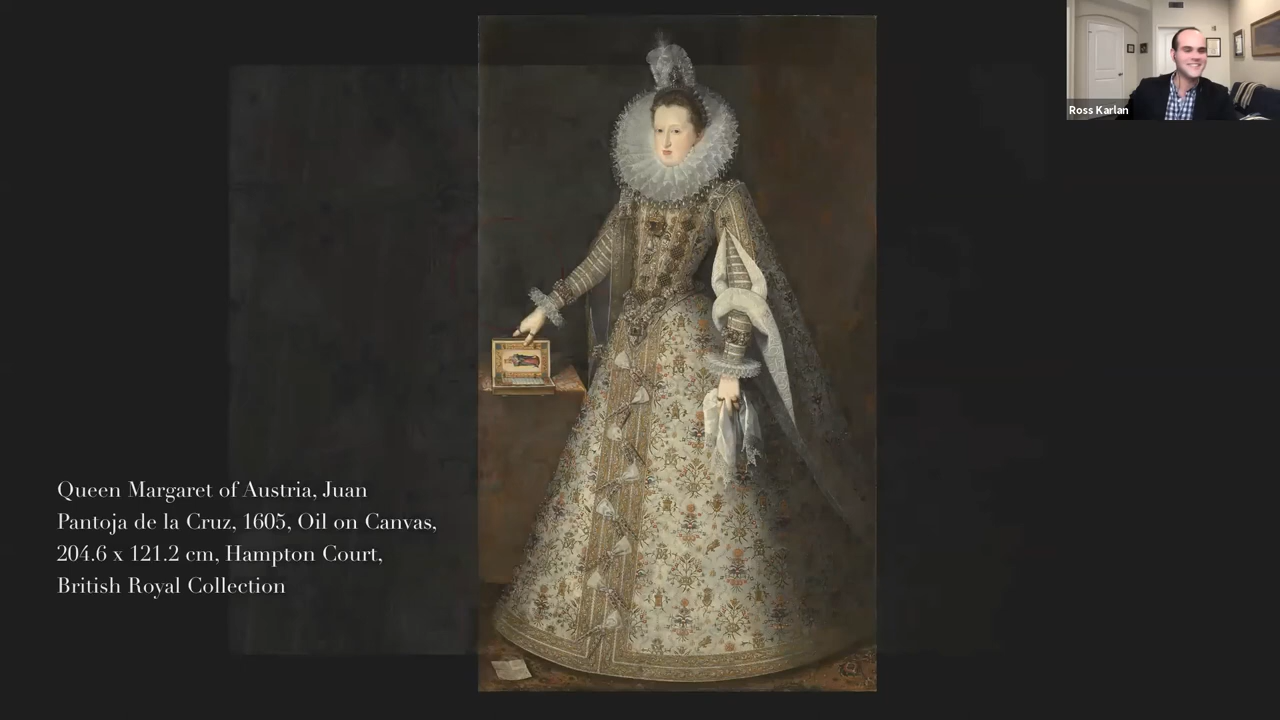 Ross Karlan
Queen Margaret of Austria, Juan
Pantoja de la Cruz, 1605, Oil on Canvas,
204.6 x 121.2 cm, Hampton Court,
British Royal Collection